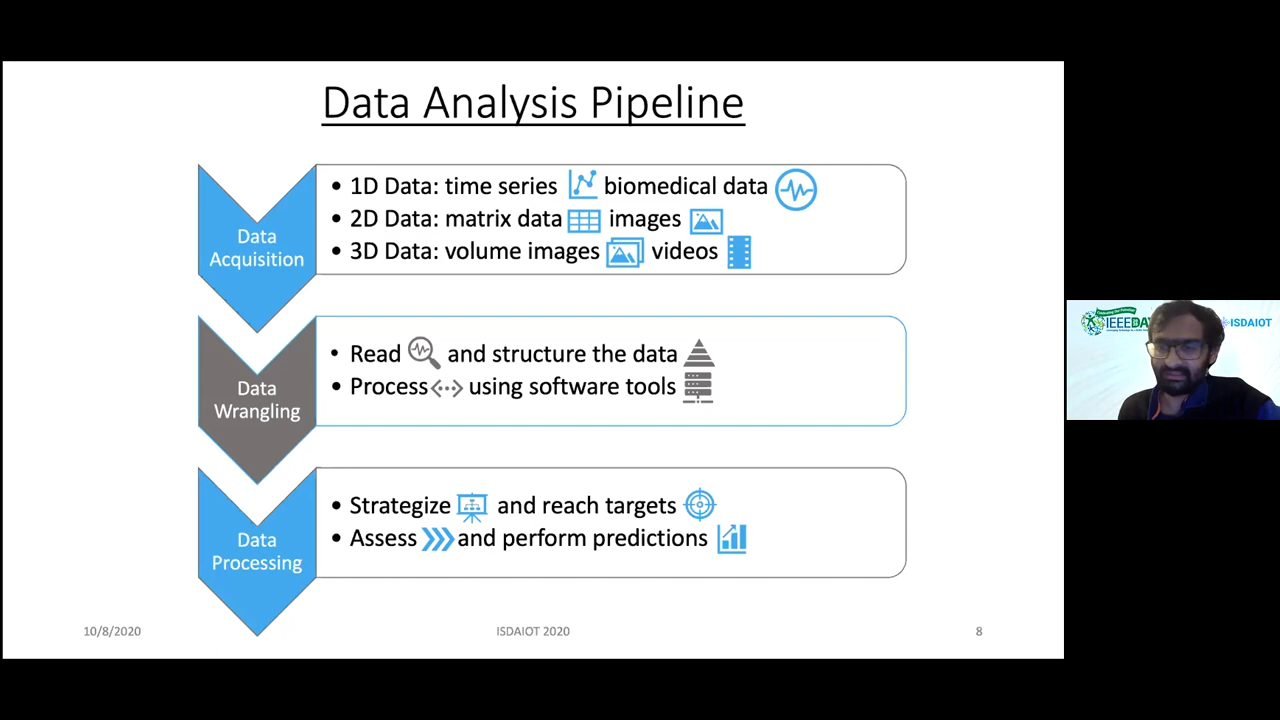 Data Analysis Pipeline
Data
Acquisition
• 1D Data: time series biomedical data
• 2D Data: matrix data images
• 3D Data: volume images videos
Data
Wrangling
• Read and structure the data
• Process using software tools
Data
Processing
• Strategize and reach targets
• Assess and perform predictions
10/8/2020
ISDAIOT 2020
8
IEEEDA
ISDAIOT